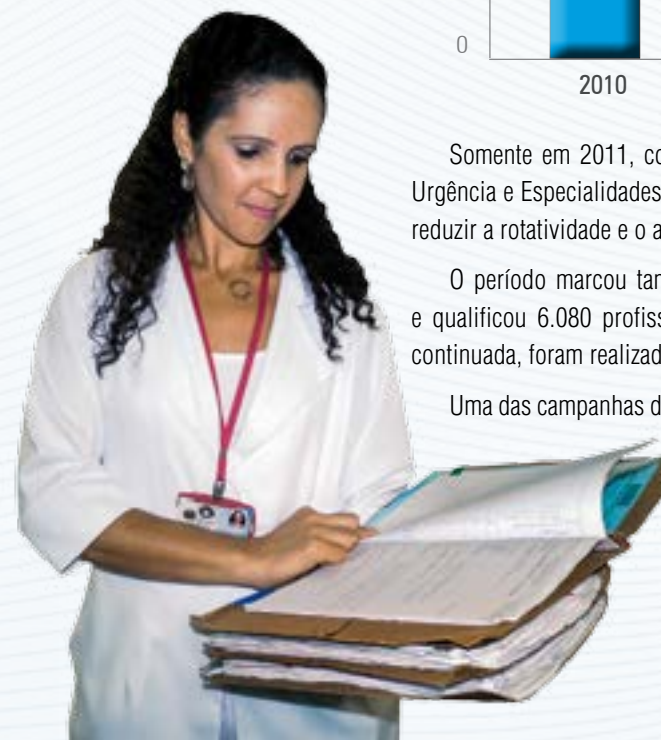 0
2010
Somente em 2011, co
Urgência e Especialidades
reduzir a rotatividade e o a
O período marcou tan
e qualificou 6.080 profiss
continuada, foram realizad
Uma das campanhas d